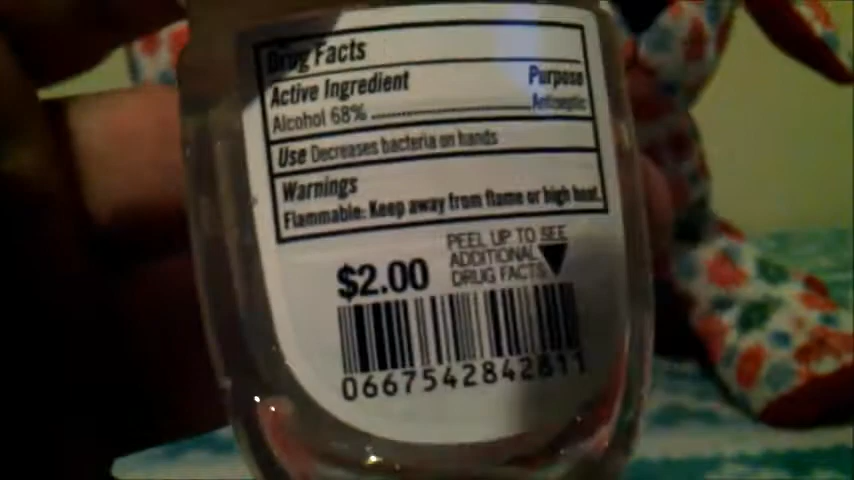 Drug Facts
Active Ingredient Purpose
Alcohol 68% ........................ Antiseptic
Use Decreases bacteria on hands
Warnings
Flammable: Keep away from flame or high heat.
$2.00
PEEL UP TO SEE
ADDITIONAL
DRUG FACTS
0667542842811